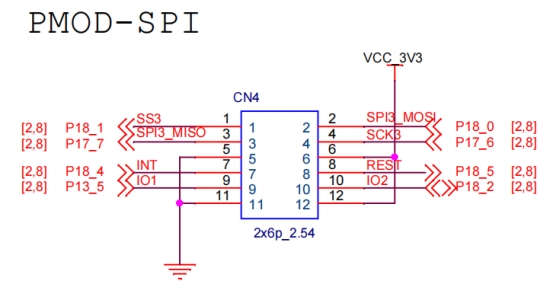 PMOD-SPI
VCC_3V3
CN4
[2,8] P18_1 SS3 1 1 2 2 SPI3_MOSI P18_0 [2,8]
[2,8] P17_7 SPI3_MISO 3 3 4 4 SCK3 P17_6 [2,8]
5 5 6 6
[2,8] P18_4 INT 7 7 8 8 REST P18_5 [2,8]
[2,8] P13_5 IO1 9 9 10 10 IO2 P18_2 [2,8]
11 11 12 12
2x6p_2.54